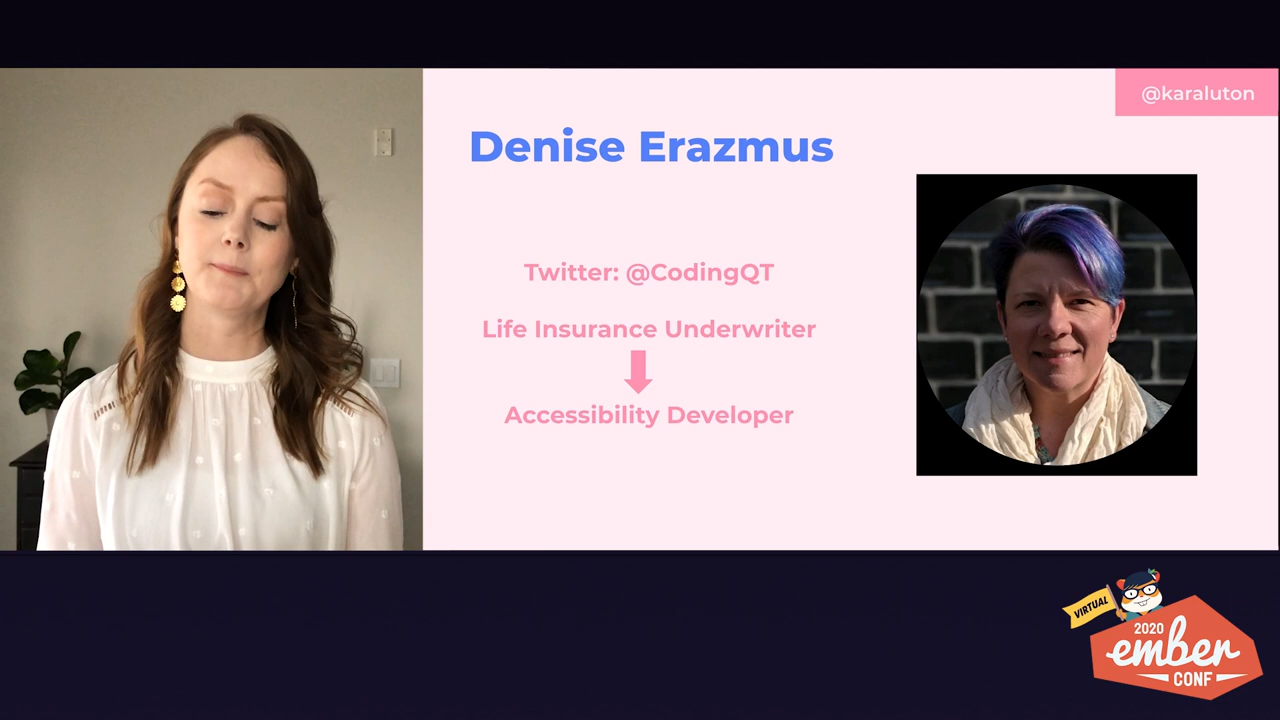 @karaluton
Denise Erazmus
Twitter: @CodingQT
Life Insurance Underwriter
Accessibility Developer
VIRTUAL
2020
ember
CONF